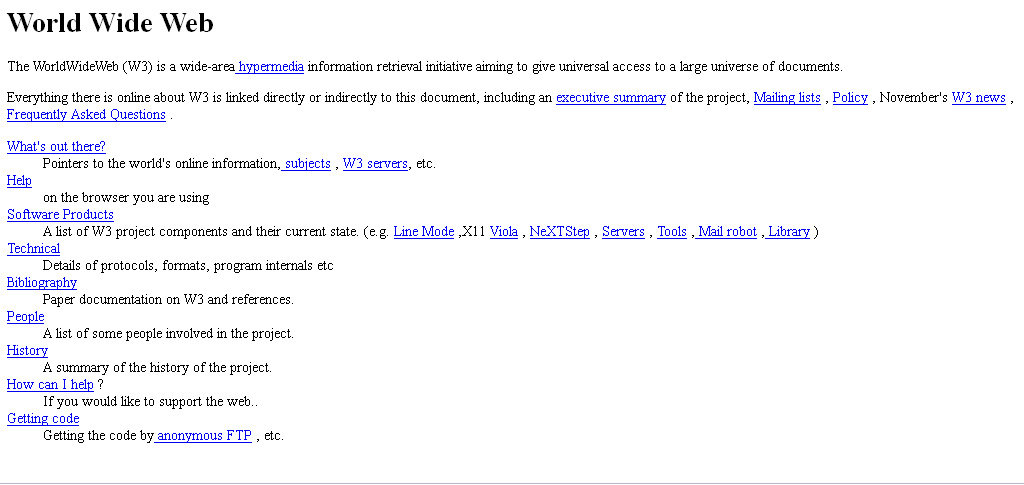 World Wide Web
The WorldWideWeb (W3) is a wide-area hypermedia information retrieval initiative aiming to give universal access to a large universe of documents.
Everything there is online about W3 is linked directly or indirectly to this document, including an executive summary of the project, Mailing lists , Policy , November's W3 news ,
Frequently Asked Questions .
What's out there?
Pointers to the world's online information, subjects , W3 servers, etc.
Help
on the browser you are using
Software Products
A list of W3 project components and their current state. (e.g. Line Mode ,X11 Viola , NeXTStep , Servers , Tools , Mail robot , Library )
Technical
Details of protocols, formats, program internals etc
Bibliography
Paper documentation on W3 and references.
People
A list of some people involved in the project.
History
A summary of the history of the project.
How can I help ?
If you would like to support the web..
Getting code
Getting the code by anonymous FTP , etc.